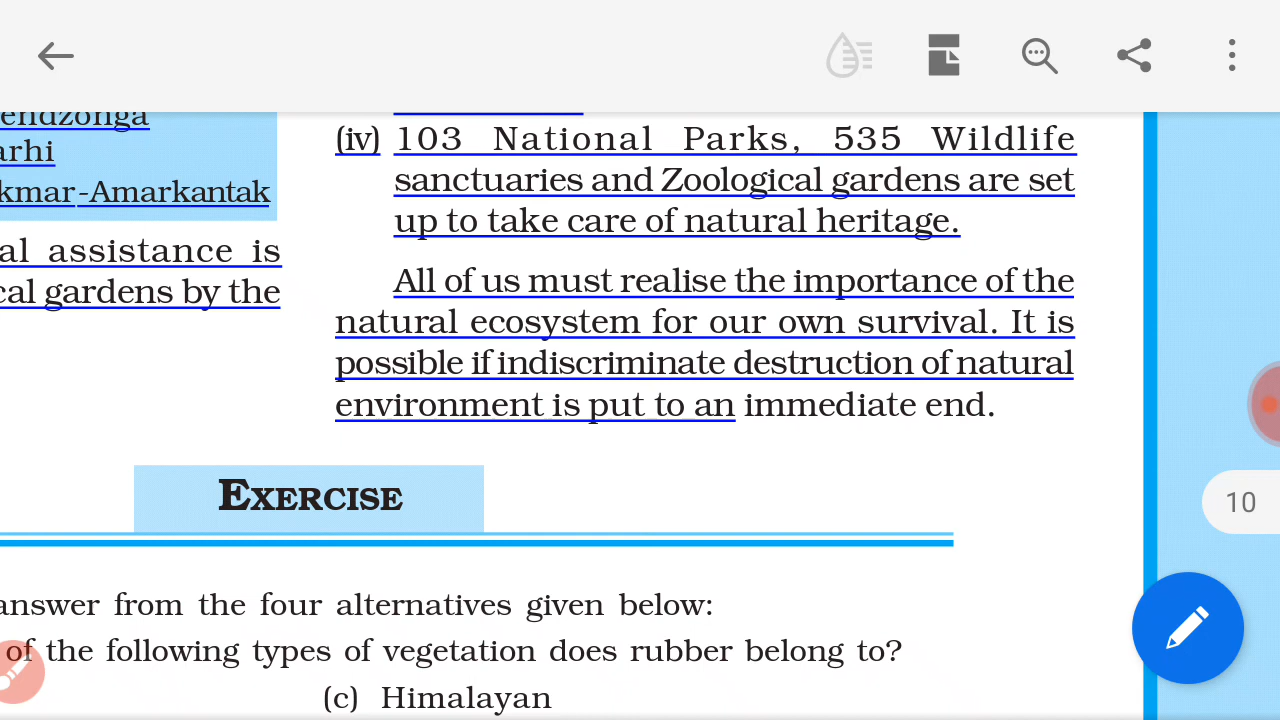 endzonga
arhi
kmar-Amarkantak
al assistance is
cal gardens by the
(iv) 103 National Parks, 535 Wildlife
sanctuaries and Zoological gardens are set
up to take care of natural heritage.
All of us must realise the importance of the
natural ecosystem for our own survival. It is
possible if indiscriminate destruction of natural
environment is put to an immediate end.
EXERCISE
answer from the four alternatives given below:
of the following types of vegetation does rubber belong to?
(c) Himalayan
10